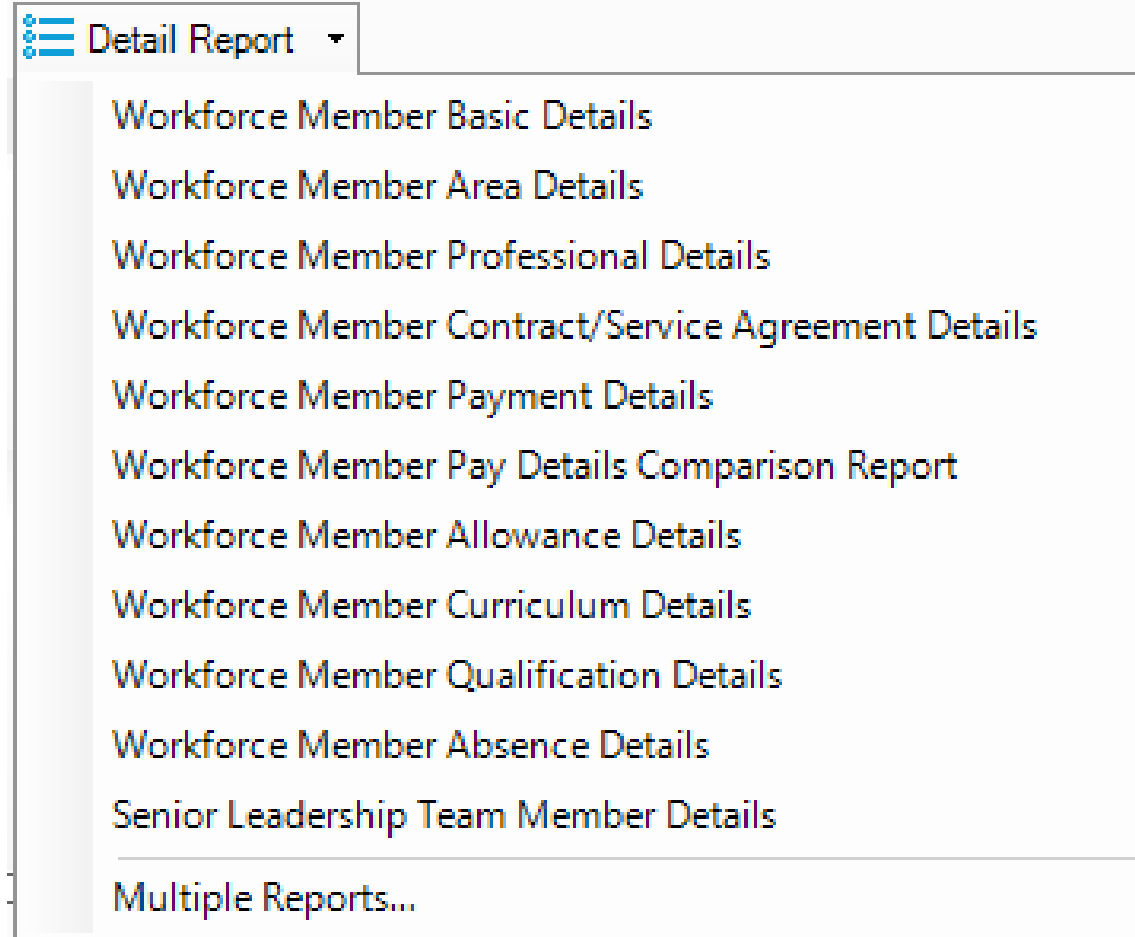 Detail Report
Workforce Member Basic Details
Workforce Member Area Details
Workforce Member Professional Details
Workforce Member Contract/Service Agreement Details
Workforce Member Payment Details
Workforce Member Pay Details Comparison Report
Workforce Member Allowance Details
Workforce Member Curriculum Details
Workforce Member Qualification Details
Workforce Member Absence Details
Senior Leadership Team Member Details
Multiple Reports...